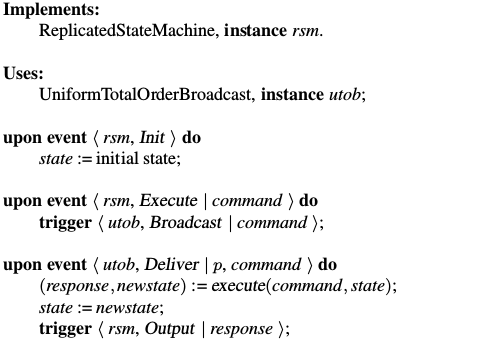 Implements:
ReplicatedStateMachine, instance rsm.
Uses:
UniformTotalOrderBroadcast, instance utob;
upon event ⟨ rsm, Init ⟩ do
state := initial state;
upon event ⟨ rsm, Execute | command ⟩ do
trigger ⟨ utob, Broadcast | command ⟩;
upon event ⟨ utob, Deliver | p, command ⟩ do
(response, newstate) := execute(command, state);
state := newstate;
trigger ⟨ rsm, Output | response ⟩;